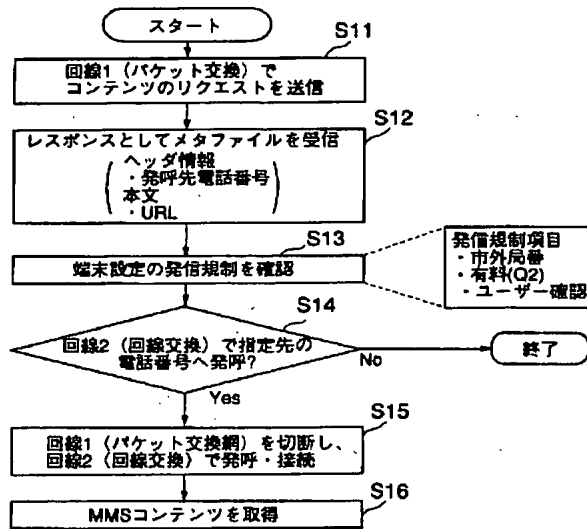 スタート
S11
回線1（パケット交換）で
コンテンツのリクエストを送信
S12
レスポンスとしてメタファイルを受信
ヘッダ情報
・発呼先電話番号
本文
・URL
S13
端末設定の発信規制を確認
発信規制項目
・市外局番
・有料(Q2)
・ユーザー確認
S14
回線2（回線交換）で指定先の
電話番号へ発呼?
No
終了
Yes
S15
回線1（パケット交換網）を切断し、
回線2（回線交換）で発呼・接続
S16
MMSコンテンツを取得